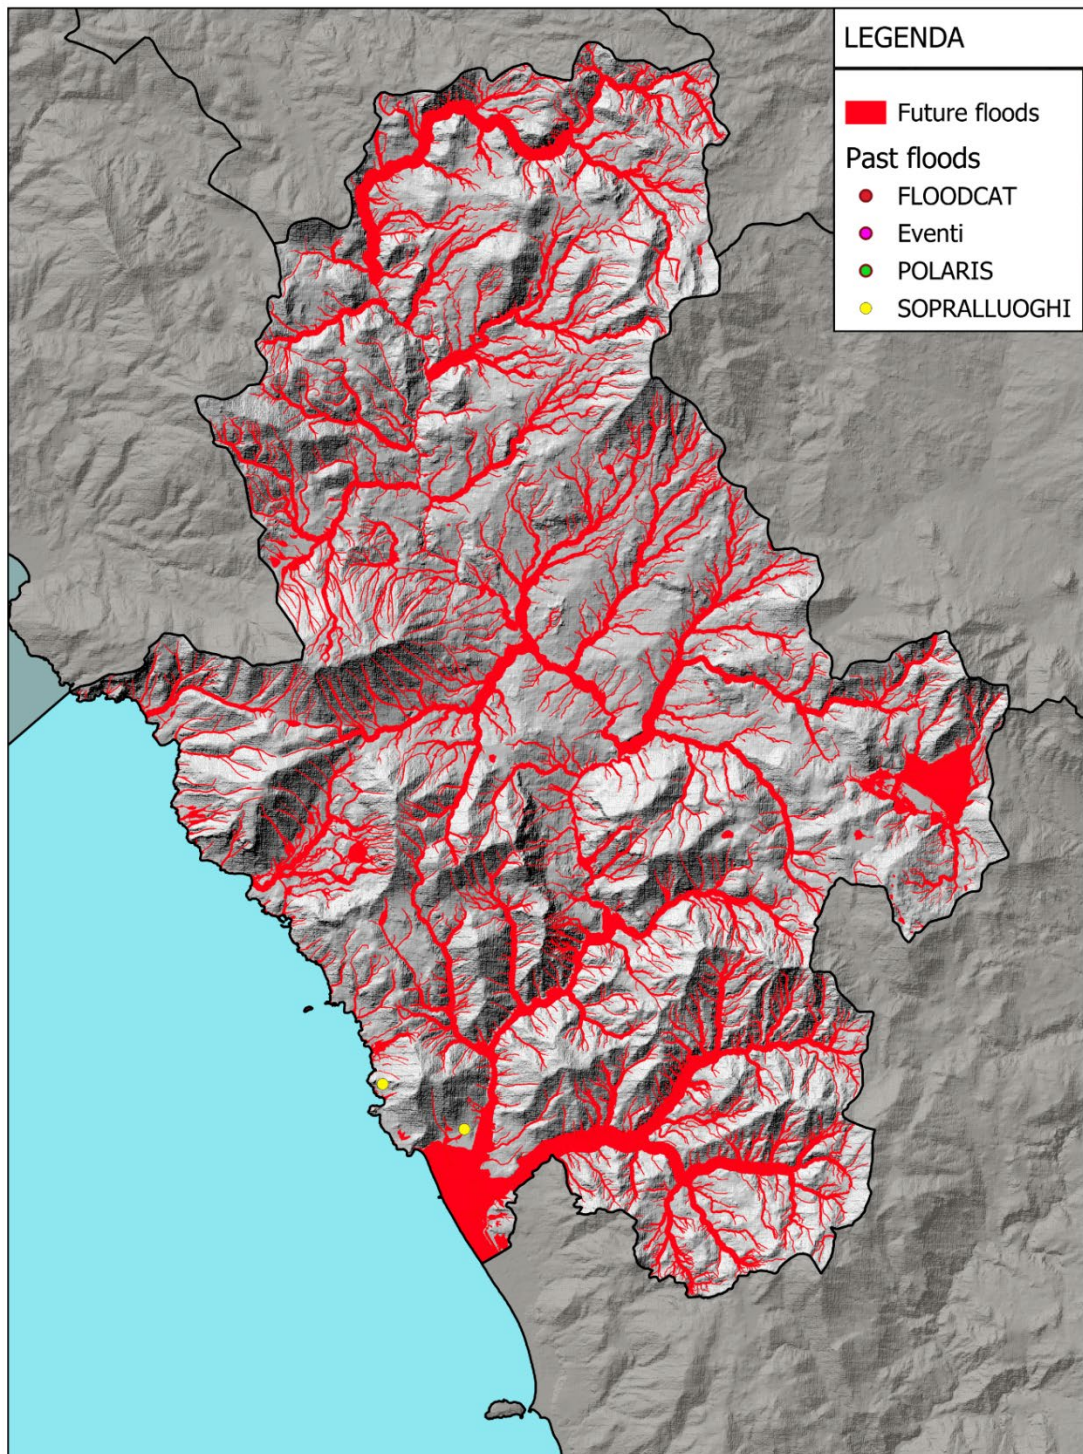 LEGENDA
Future floods
Past floods
FLOODCAT
Eventi
POLARIS
SOPRALLUOGHI